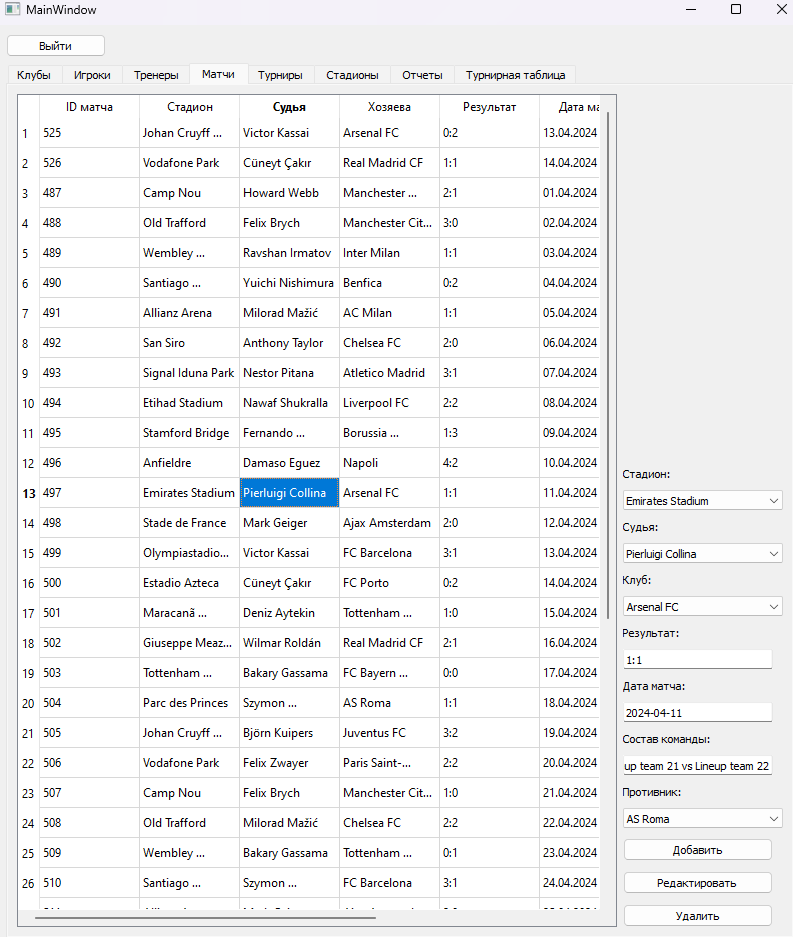 MainWindow
Выйти
Клубы Игроки Тренеры Матчи Турниры Стадионы Отчеты Турнирная таблица
ID матча Стадион Судья Хозяева Результат Дата ма
1 525 Johan Cruyff ... Victor Kassai Arsenal FC 0:2 13.04.2024
2 526 Vodafone Park Cüneyt Çakır Real Madrid CF 1:1 14.04.2024
3 487 Camp Nou Howard Webb Manchester ... 2:1 01.04.2024
4 488 Old Trafford Felix Brych Manchester Cit... 3:0 02.04.2024
5 489 Wembley ... Ravshan Irmatov Inter Milan 1:1 03.04.2024
6 490 Santiago ... Yuichi Nishimura Benfica 0:2 04.04.2024
7 491 Allianz Arena Milorad Mažić AC Milan 1:1 05.04.2024
8 492 San Siro Anthony Taylor Chelsea FC 2:0 06.04.2024
9 493 Signal Iduna Park Nestor Pitana Atletico Madrid 3:1 07.04.2024
10 494 Etihad Stadium Nawaf Shukralla Liverpool FC 2:2 08.04.2024
11 495 Stamford Bridge Fernando ... Borussia ... 1:3 09.04.2024
12 496 Anfieldre Damaso Eguez Napoli 4:2 10.04.2024
13 497 Emirates Stadium Pierluigi Collina Arsenal FC 1:1 11.04.2024
14 498 Stade de France Mark Geiger Ajax Amsterdam 2:0 12.04.2024
15 499 Olympiastadio... Victor Kassai FC Barcelona 3:1 13.04.2024
16 500 Estadio Azteca Cüneyt Çakır FC Porto 0:2 14.04.2024
17 501 Maracanã ... Deniz Aytekin Tottenham ... 1:0 15.04.2024
18 502 Giuseppe Meaz... Wilmar Roldán Real Madrid CF 2:1 16.04.2024
19 503 Tottenham ... Bakary Gassama FC Bayern ... 0:0 17.04.2024
20 504 Parc des Princes Szymon ... AS Roma 1:1 18.04.2024
21 505 Johan Cruyff ... Björn Kuipers Juventus FC 3:2 19.04.2024
22 506 Vodafone Park Felix Zwayer Paris Saint-... 2:2 20.04.2024
23 507 Camp Nou Felix Brych Manchester Cit... 1:0 21.04.2024
24 508 Old Trafford Milorad Mažić Chelsea FC 2:2 22.04.2024
25 509 Wembley ... Bakary Gassama Tottenham ... 0:1 23.04.2024
26 510 Santiago ... Szymon ... FC Barcelona 3:1 24.04.2024
Стадион:
Emirates Stadium
Судья:
Pierluigi Collina
Клуб:
Arsenal FC
Результат:
1:1
Дата матча:
2024-04-11
Состав команды:
up team 21 vs Lineup team 22
Противник:
AS Roma
Добавить
Редактировать
Удалить